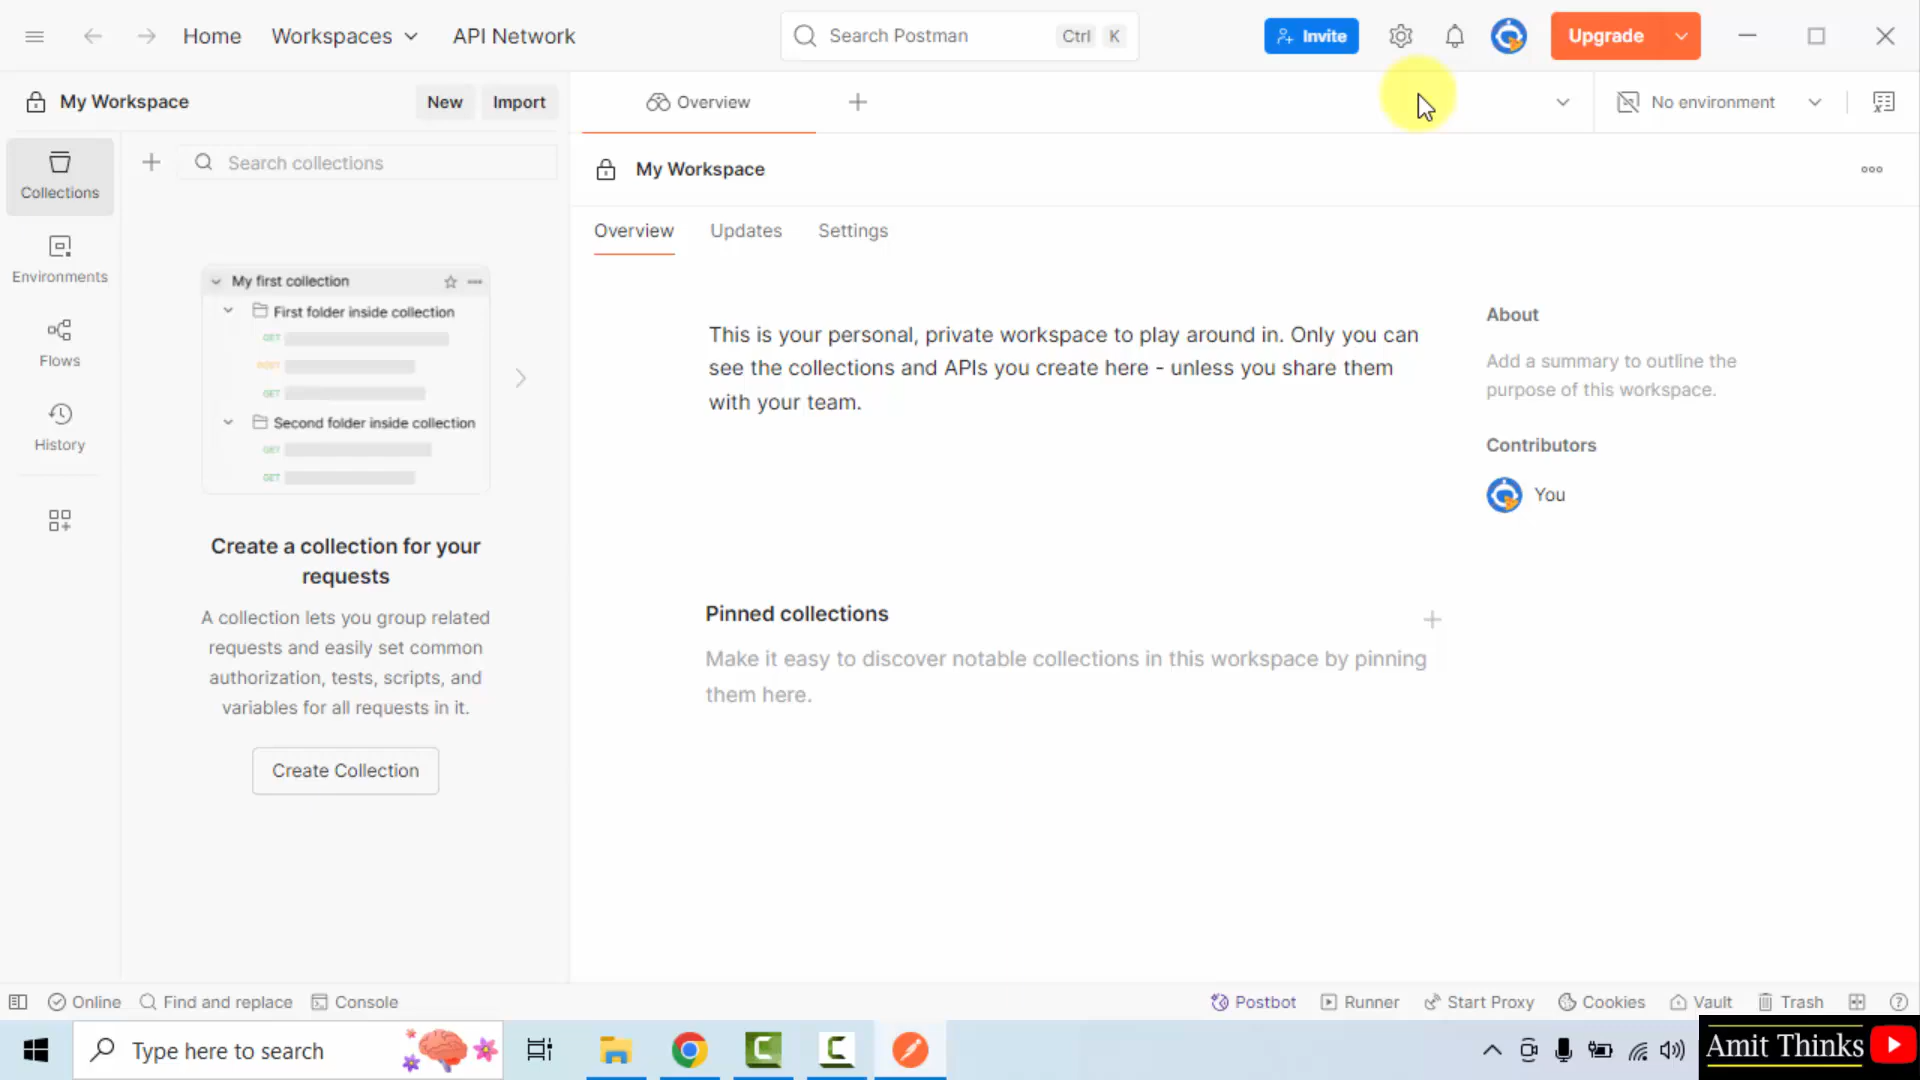 Home
Workspaces
API Network
Search Postman
Ctrl
K
Invite
Upgrade
My Workspace
New
Import
Overview
No environment
Collections
Search collections
My Workspace
Overview
Updates
Settings
Environments
My first collection
First folder inside collection
GET
POST
GET
Second folder inside collection
GET
GET
Flows
History
This is your personal, private workspace to play around in. Only you can
see the collections and APIs you create here - unless you share them
with your team.
About
Add a summary to outline the
purpose of this workspace.
Contributors
You
Create a collection for your
requests
A collection lets you group related
requests and easily set common
authorization, tests, scripts, and
variables for all requests in it.
Create Collection
Pinned collections
Make it easy to discover notable collections in this workspace by pinning
them here.
Online
Find and replace
Console
Postbot
Runner
Start Proxy
Cookies
Vault
Trash
Type here to search
Amit Thinks